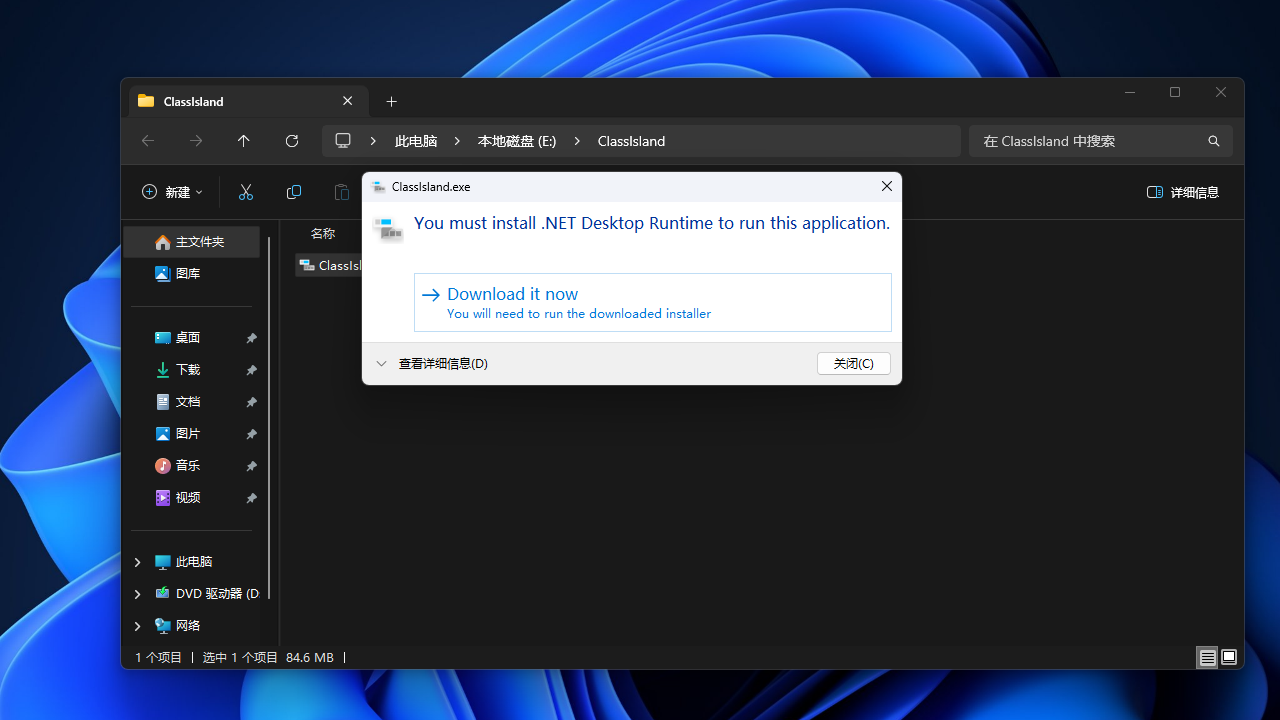 ClassIsland
此电脑
本地磁盘 (E:)
ClassIsland
在 ClassIsland 中搜索
新建
详细信息
主文件夹
图库
桌面
下载
文档
图片
音乐
视频
此电脑
DVD 驱动器 (D
网络
名称
ClassIsl
ClassIsland.exe
You must install .NET Desktop Runtime to run this application.
Download it now
You will need to run the downloaded installer
查看详细信息(D)
关闭(C)
1 个项目
选中 1 个项目 84.6 MB